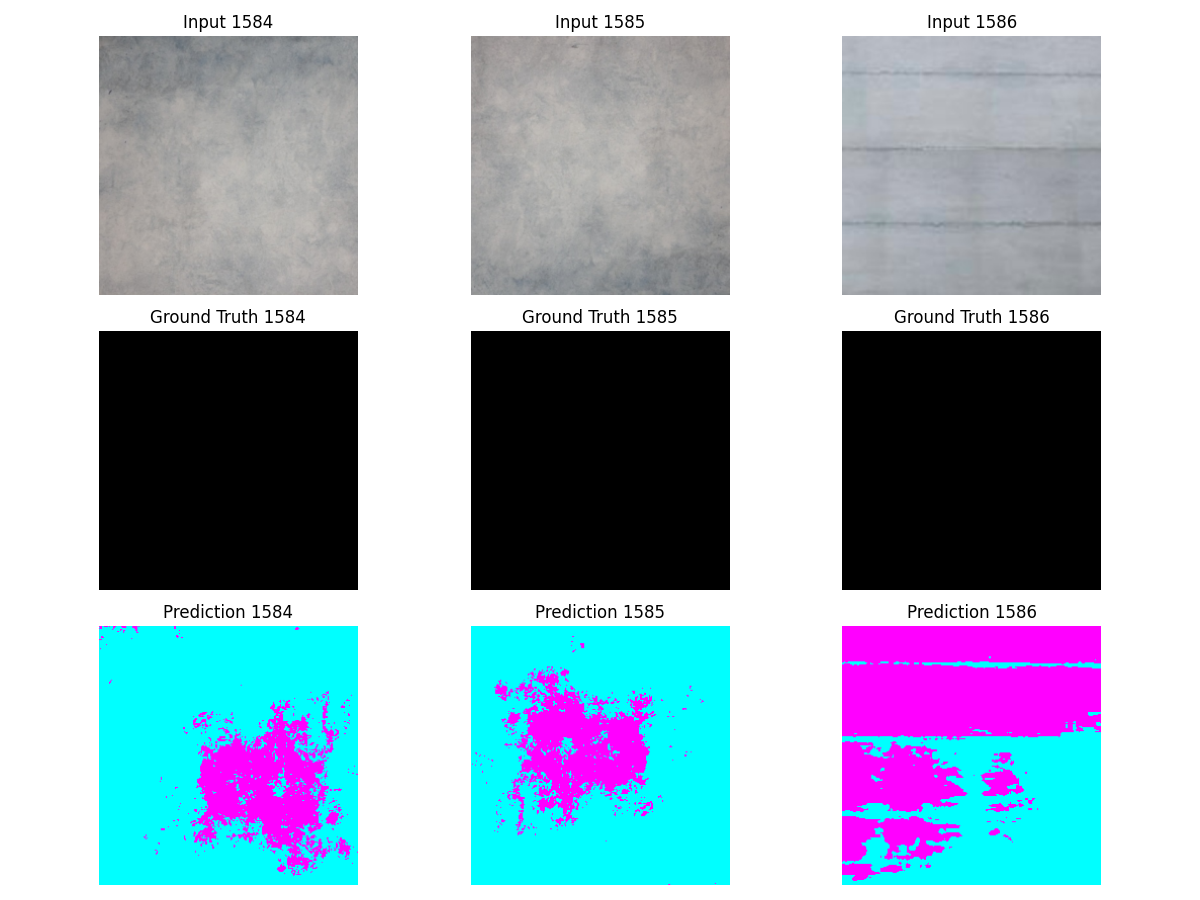 Input 1584
Input 1585
Input 1586
Ground Truth 1584
Ground Truth 1585
Ground Truth 1586
Prediction 1584
Prediction 1585
Prediction 1586